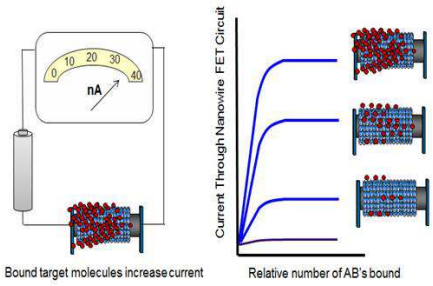 0 10 20 30 40
nA
Bound target molecules increase current
Current Through Nanowire FET Circuit
Relative number of AB's bound